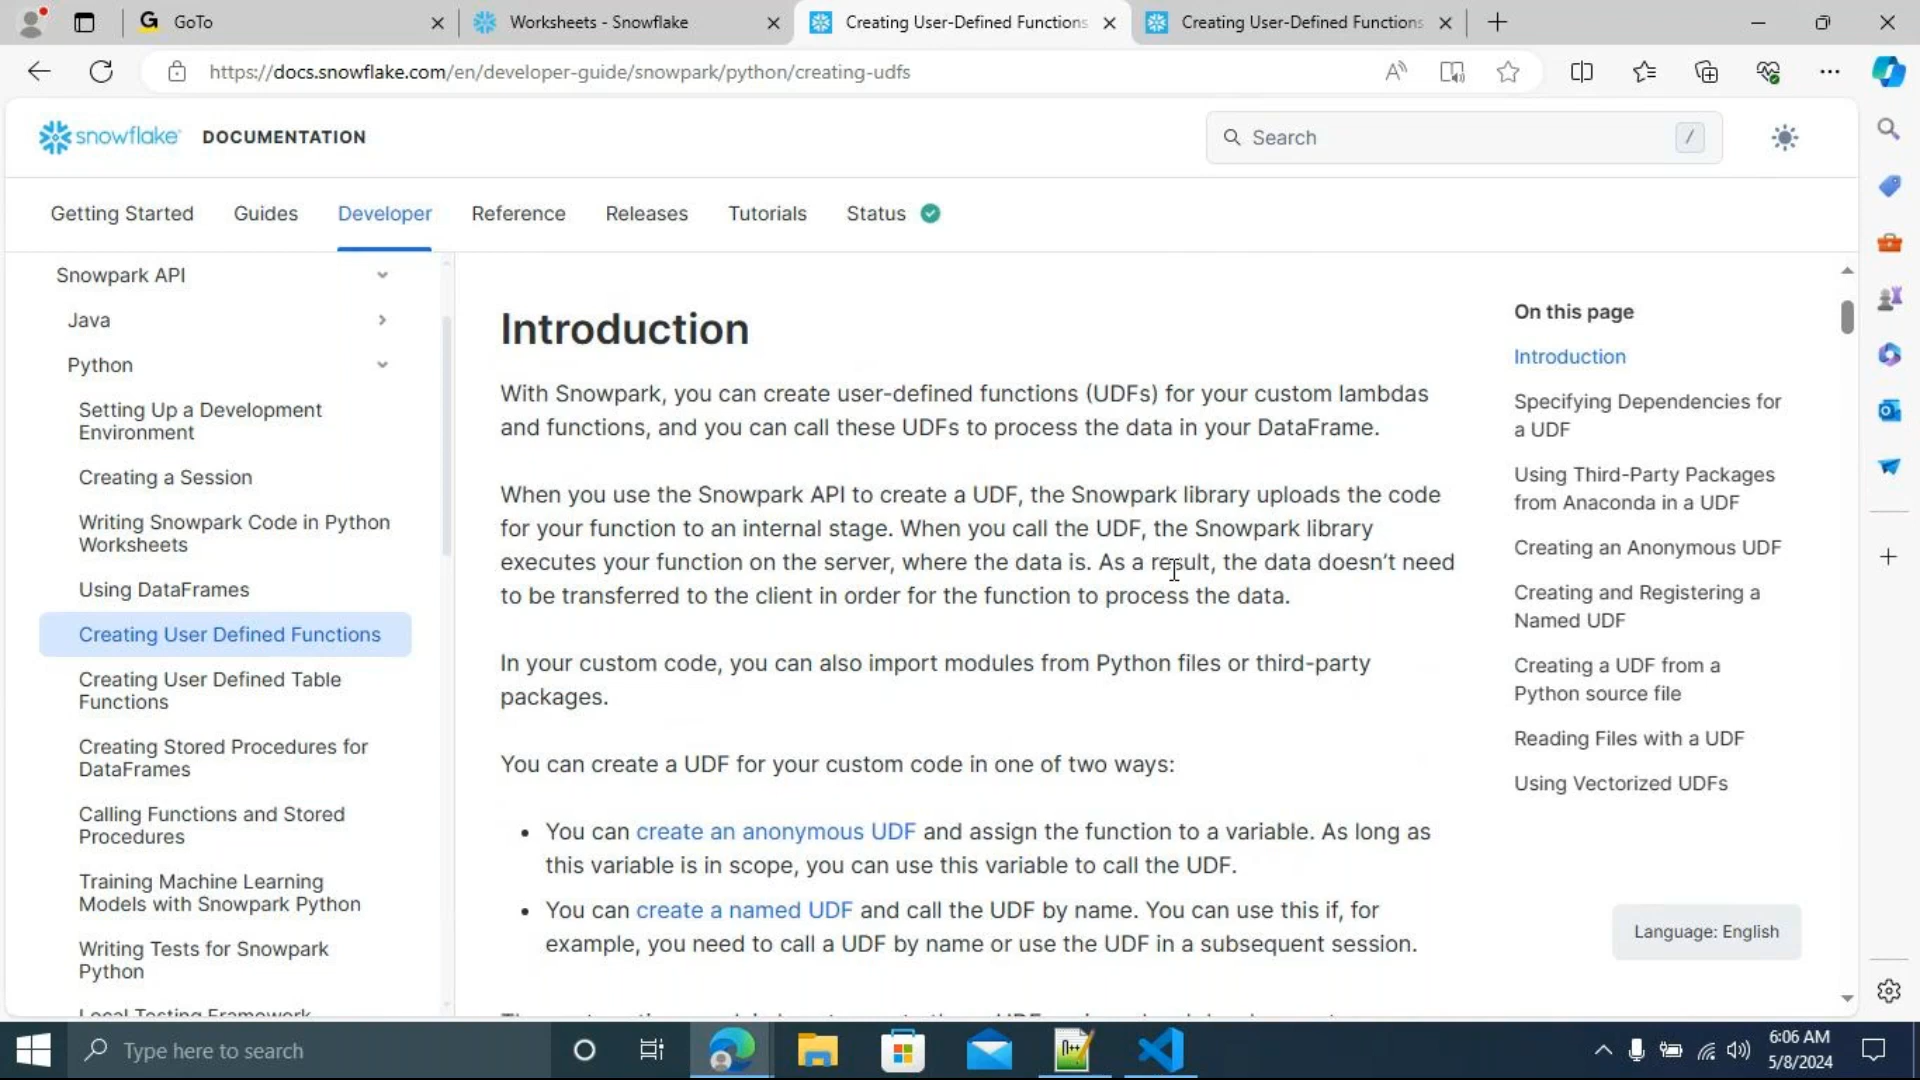 GoTo
Worksheets - Snowflake
Creating User-Defined Functions
Creating User-Defined Functions
https://docs.snowflake.com/en/developer-guide/snowpark/python/creating-udfs
snowflake DOCUMENTATION
Search /
Getting Started Guides Developer Reference Releases Tutorials Status
Snowpark API
Java
Python
Setting Up a Development
Environment
Creating a Session
Writing Snowpark Code in Python
Worksheets
Using DataFrames
Creating User Defined Functions
Creating User Defined Table
Functions
Creating Stored Procedures for
DataFrames
Calling Functions and Stored
Procedures
Training Machine Learning
Models with Snowpark Python
Writing Tests for Snowpark
Python
Local Testing Framework
Introduction
With Snowpark, you can create user-defined functions (UDFs) for your custom lambdas
and functions, and you can call these UDFs to process the data in your DataFrame.
When you use the Snowpark API to create a UDF, the Snowpark library uploads the code
for your function to an internal stage. When you call the UDF, the Snowpark library
executes your function on the server, where the data is. As a result, the data doesn’t need
to be transferred to the client in order for the function to process the data.
In your custom code, you can also import modules from Python files or third-party
packages.
You can create a UDF for your custom code in one of two ways:
• You can create an anonymous UDF and assign the function to a variable. As long as
this variable is in scope, you can use this variable to call the UDF.
• You can create a named UDF and call the UDF by name. You can use this if, for
example, you need to call a UDF by name or use the UDF in a subsequent session.
On this page
Introduction
Specifying Dependencies for
a UDF
Using Third-Party Packages
from Anaconda in a UDF
Creating an Anonymous UDF
Creating and Registering a
Named UDF
Creating a UDF from a
Python source file
Reading Files with a UDF
Using Vectorized UDFs
Language: English
Type here to search
6:06 AM
5/8/2024